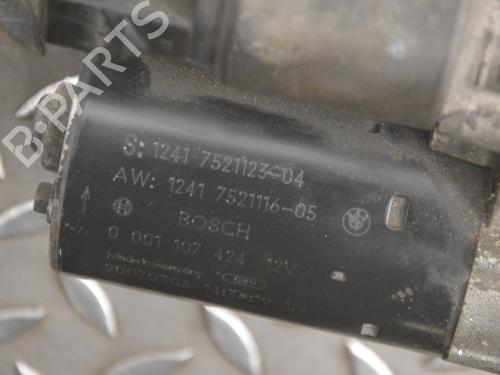 B-PARTS
S: 1241 7521123-04
AW: 1241 7521116-05
BOSCH
0 001 107 424 12V
Made in Germany